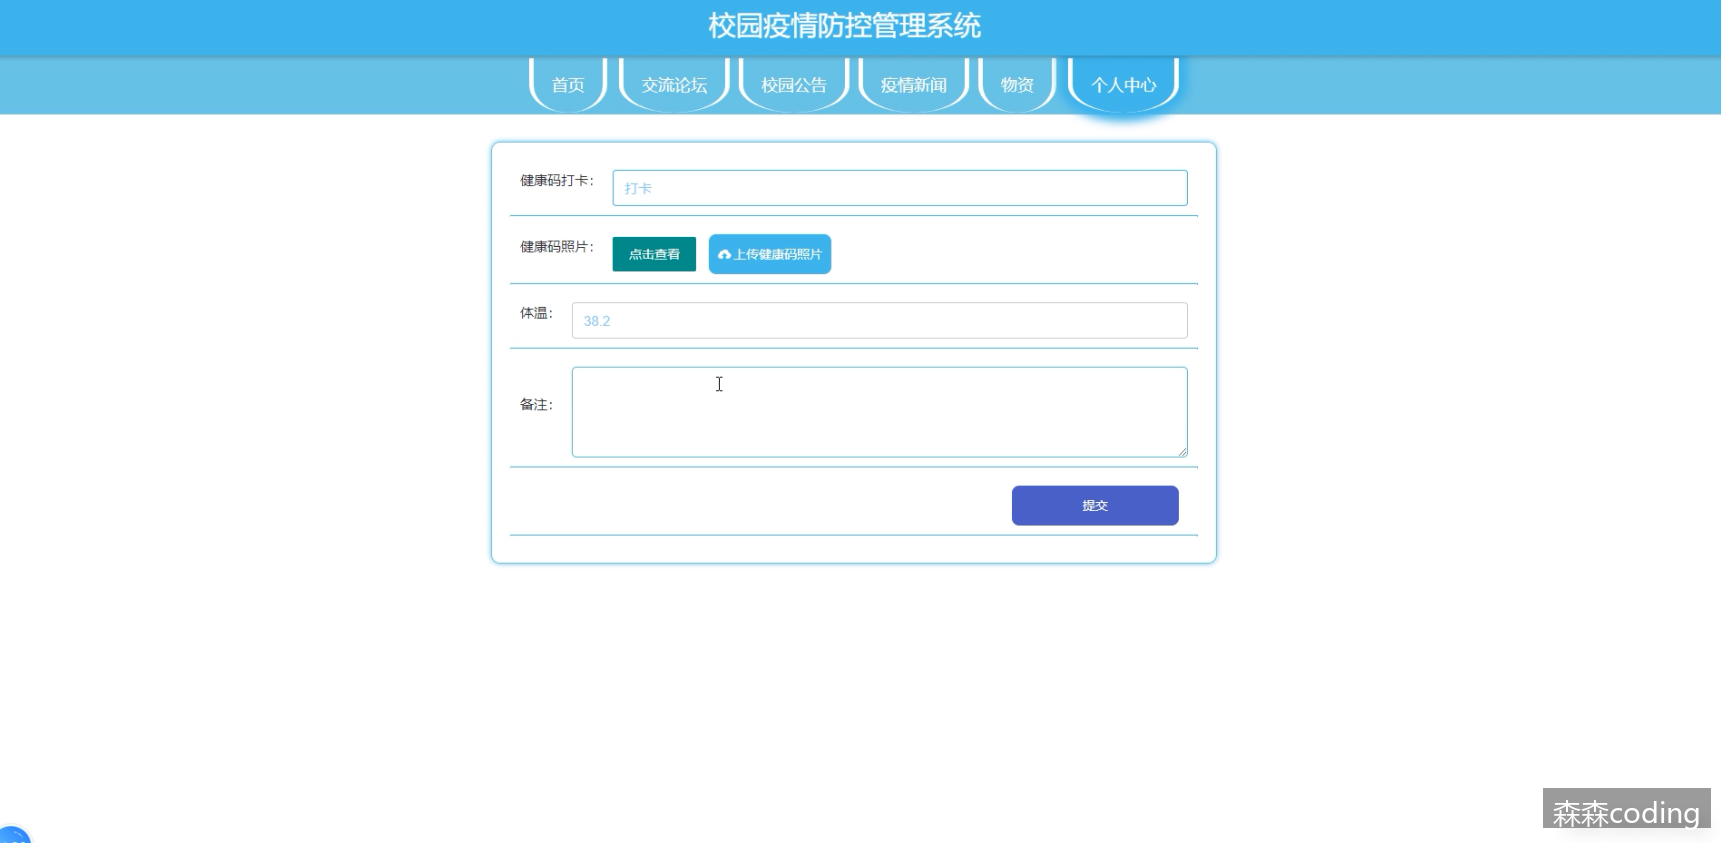 校园疫情防控管理系统
首页 交流论坛 校园公告 疫情新闻 物资 个人中心
健康码打卡： 打卡
健康码照片： 点击查看 上传健康码照片
体温： 38.2
备注：
提交
森森coding